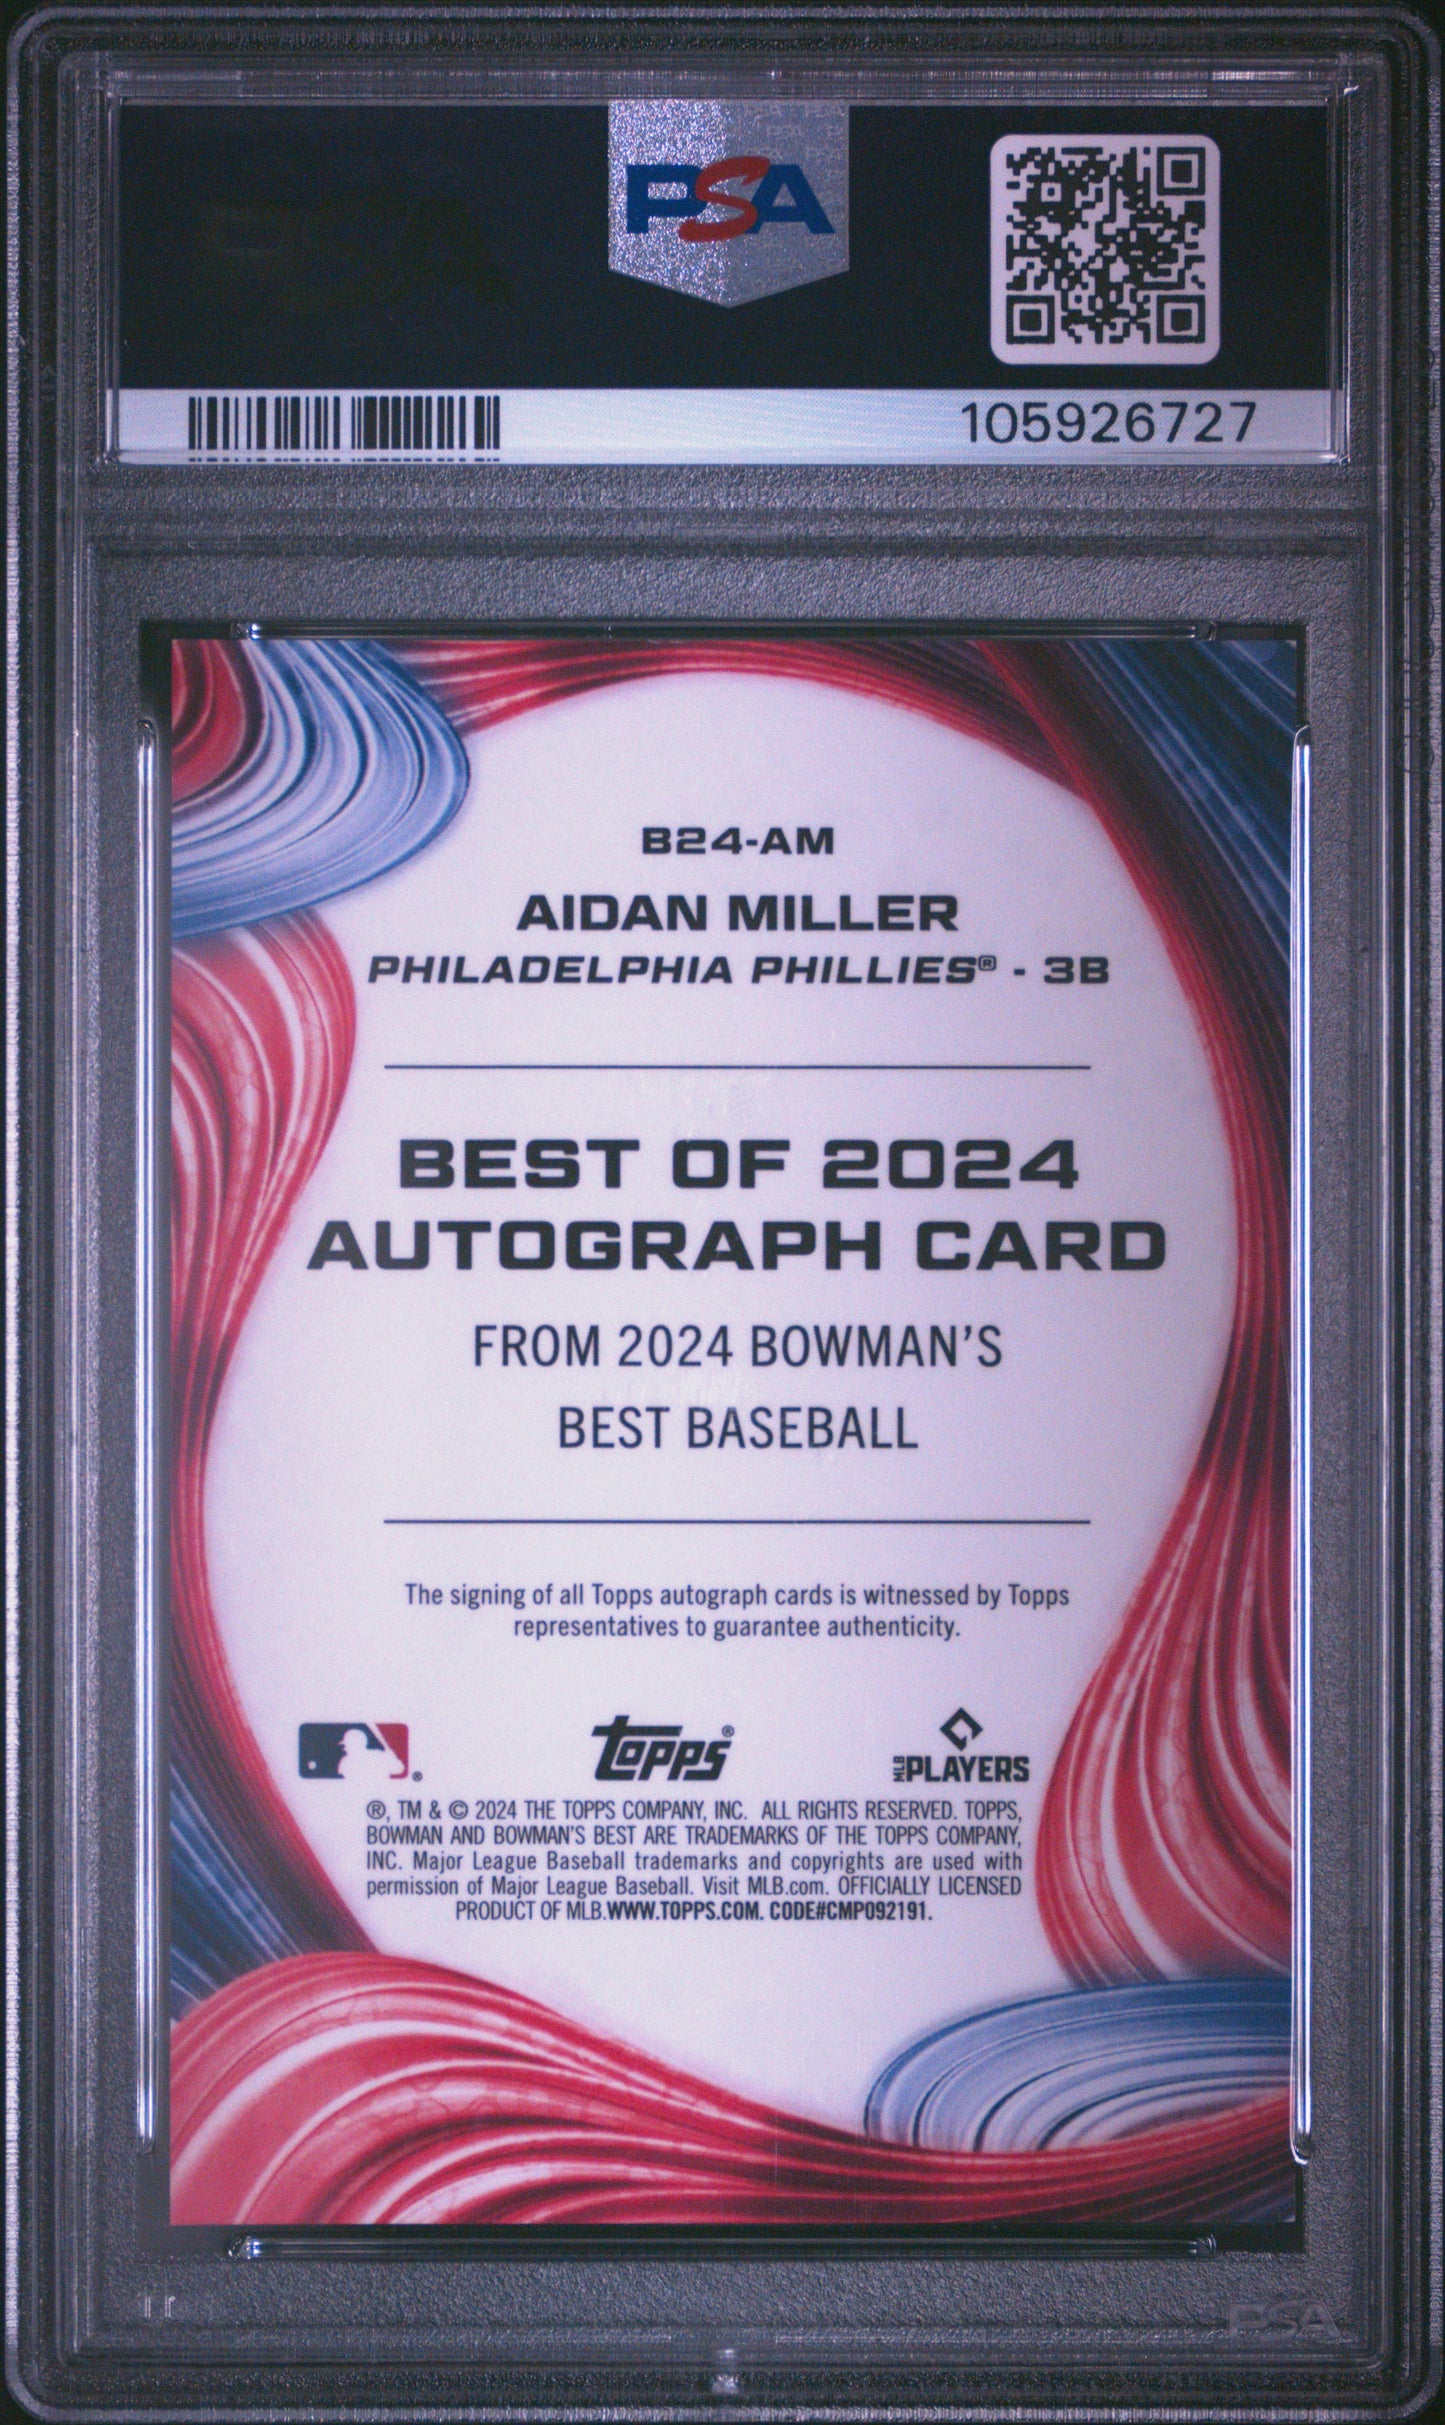 PSA
105926727
B24-AM
AIDAN MILLER
PHILADELPHIA PHILLIES® - 3B
BEST OF 2024
AUTOGRAPH CARD
FROM 2024 BOWMAN'S
BEST BASEBALL
The signing of all Topps autograph cards is witnessed by Topps
representatives to guarantee authenticity.
®
topps®
MLB PLAYERS
®, TM & © 2024 THE TOPPS COMPANY, INC. ALL RIGHTS RESERVED. TOPPS,
BOWMAN AND BOWMAN'S BEST ARE TRADEMARKS OF THE TOPPS COMPANY,
INC. Major League Baseball trademarks and copyrights are used with
permission of Major League Baseball. Visit MLB.com. OFFICIALLY LICENSED
PRODUCT OF MLB.WWW.TOPPS.COM. CODE#CMP092191.
PSA